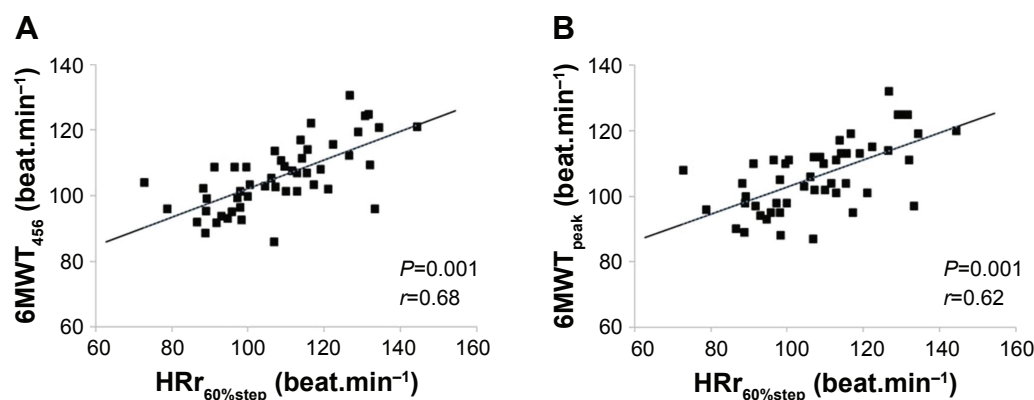 A
6MWT456 (beat.min–1)
140
120
100
80
60
P=0.001
r=0.68
60 80 100 120 140 160
HRr60%step (beat.min–1)
B
6MWTpeak (beat.min–1)
140
120
100
80
60
P=0.001
r=0.62
60 80 100 120 140 160
HRr60%step (beat.min–1)